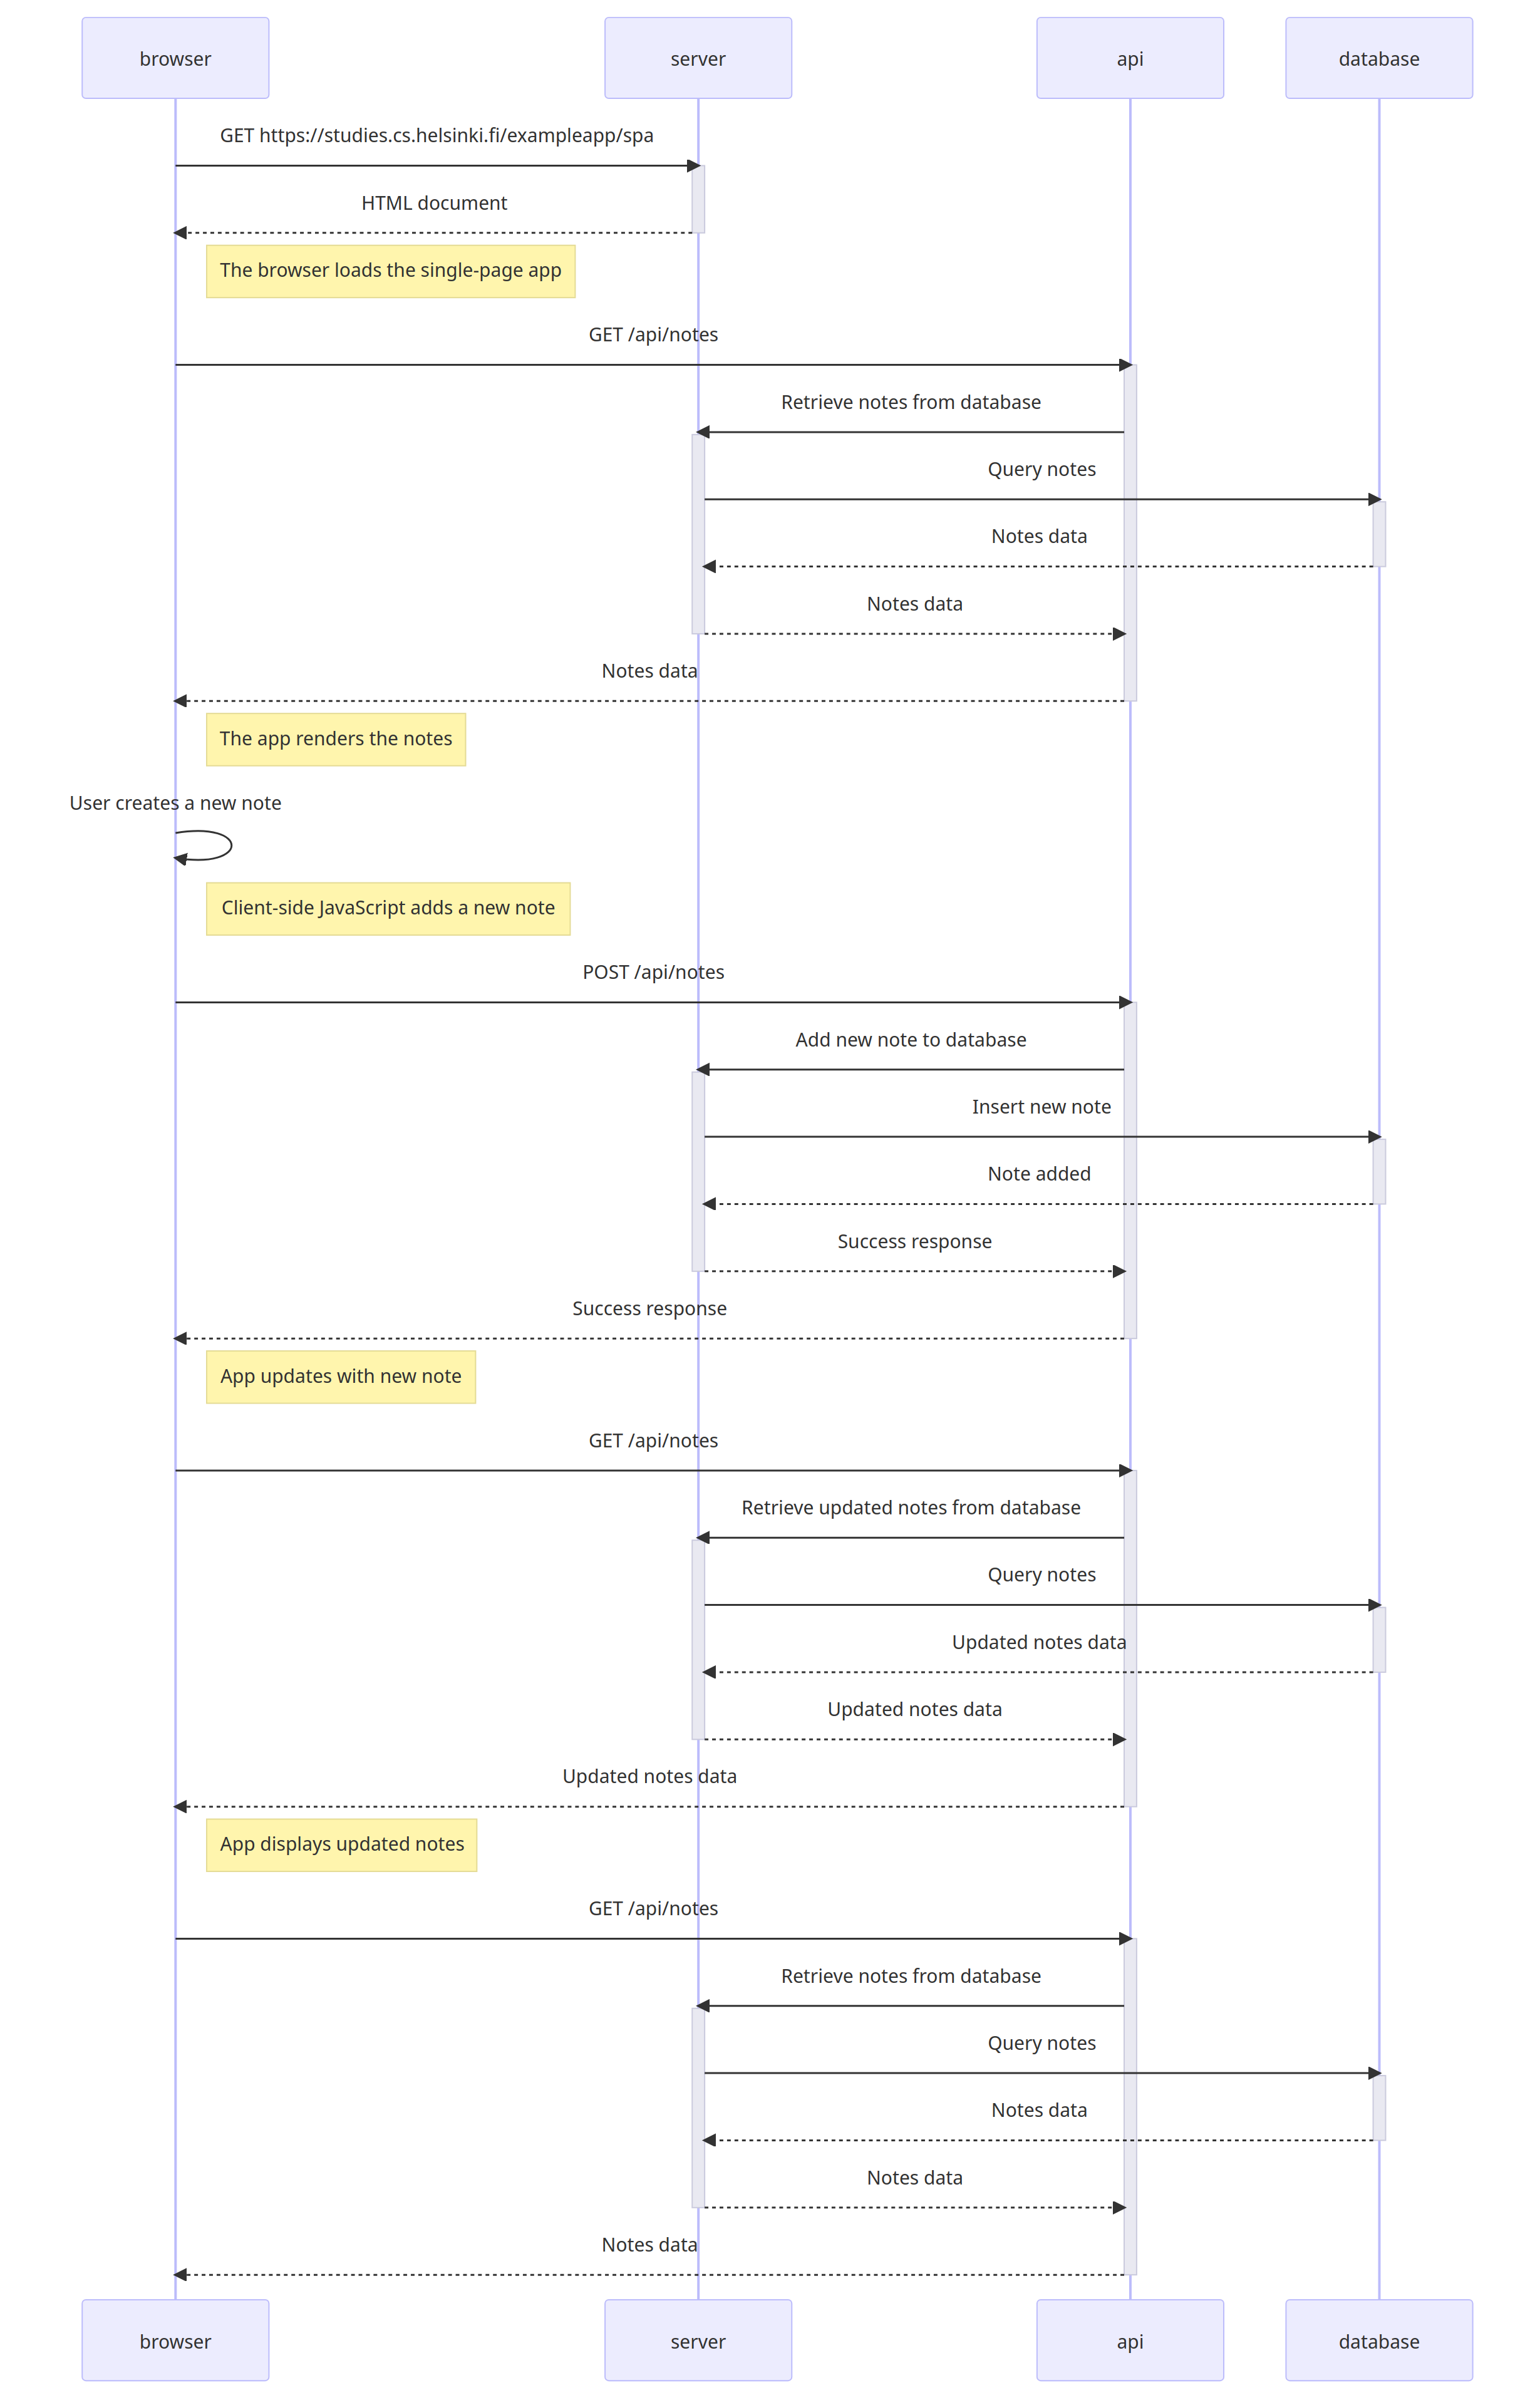 browser
server
api
database
GET https://studies.cs.helsinki.fi/exampleapp/spa
HTML document
The browser loads the single-page app
GET /api/notes
Retrieve notes from database
Query notes
Notes data
Notes data
Notes data
The app renders the notes
User creates a new note
Client-side JavaScript adds a new note
POST /api/notes
Add new note to database
Insert new note
Note added
Success response
Success response
App updates with new note
GET /api/notes
Retrieve updated notes from database
Query notes
Updated notes data
Updated notes data
Updated notes data
App displays updated notes
GET /api/notes
Retrieve notes from database
Query notes
Notes data
Notes data
Notes data
browser
server
api
database